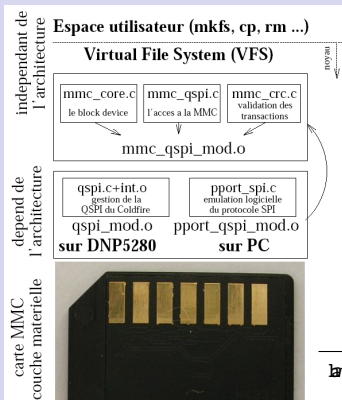 Espace utilisateur (mkfs, cp, rm ...)
Virtual File System (VFS)
noyau
independant de
l'architecture
mmc_core.c
le block device
mmc_qspi.c
l'acces a la MMC
mmc_crc.c
validation des
transactions
mmc_qspi_mod.o
depend de
l'architecture
qspi.c+int.o
gestion de la
QSPI du Coldfire
qspi_mod.o
sur DNP5280
pport_spi.c
emulation logicielle
du protocole SPI
pport_qspi_mod.o
sur PC
carte MMC
couche materielle